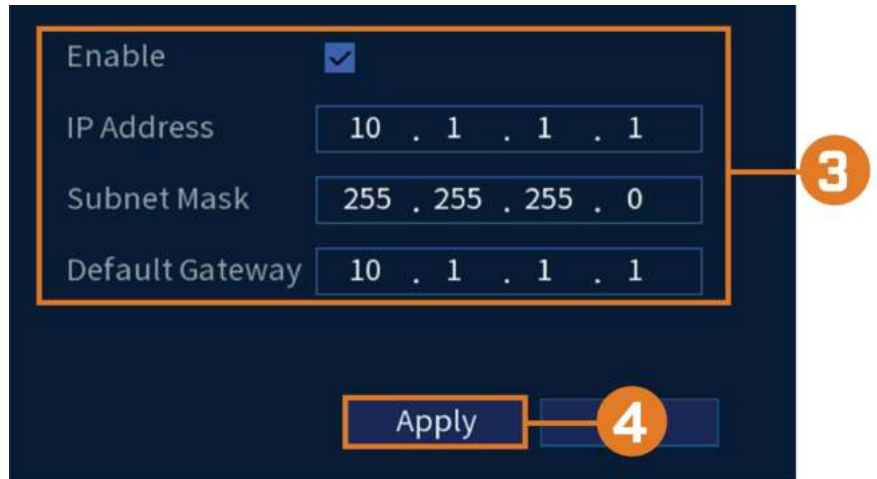 Enable
IP Address 10 . 1 . 1 . 1
3
Subnet Mask 255 . 255 . 255 . 0
Default Gateway 10 . 1 . 1 . 1
Apply 4